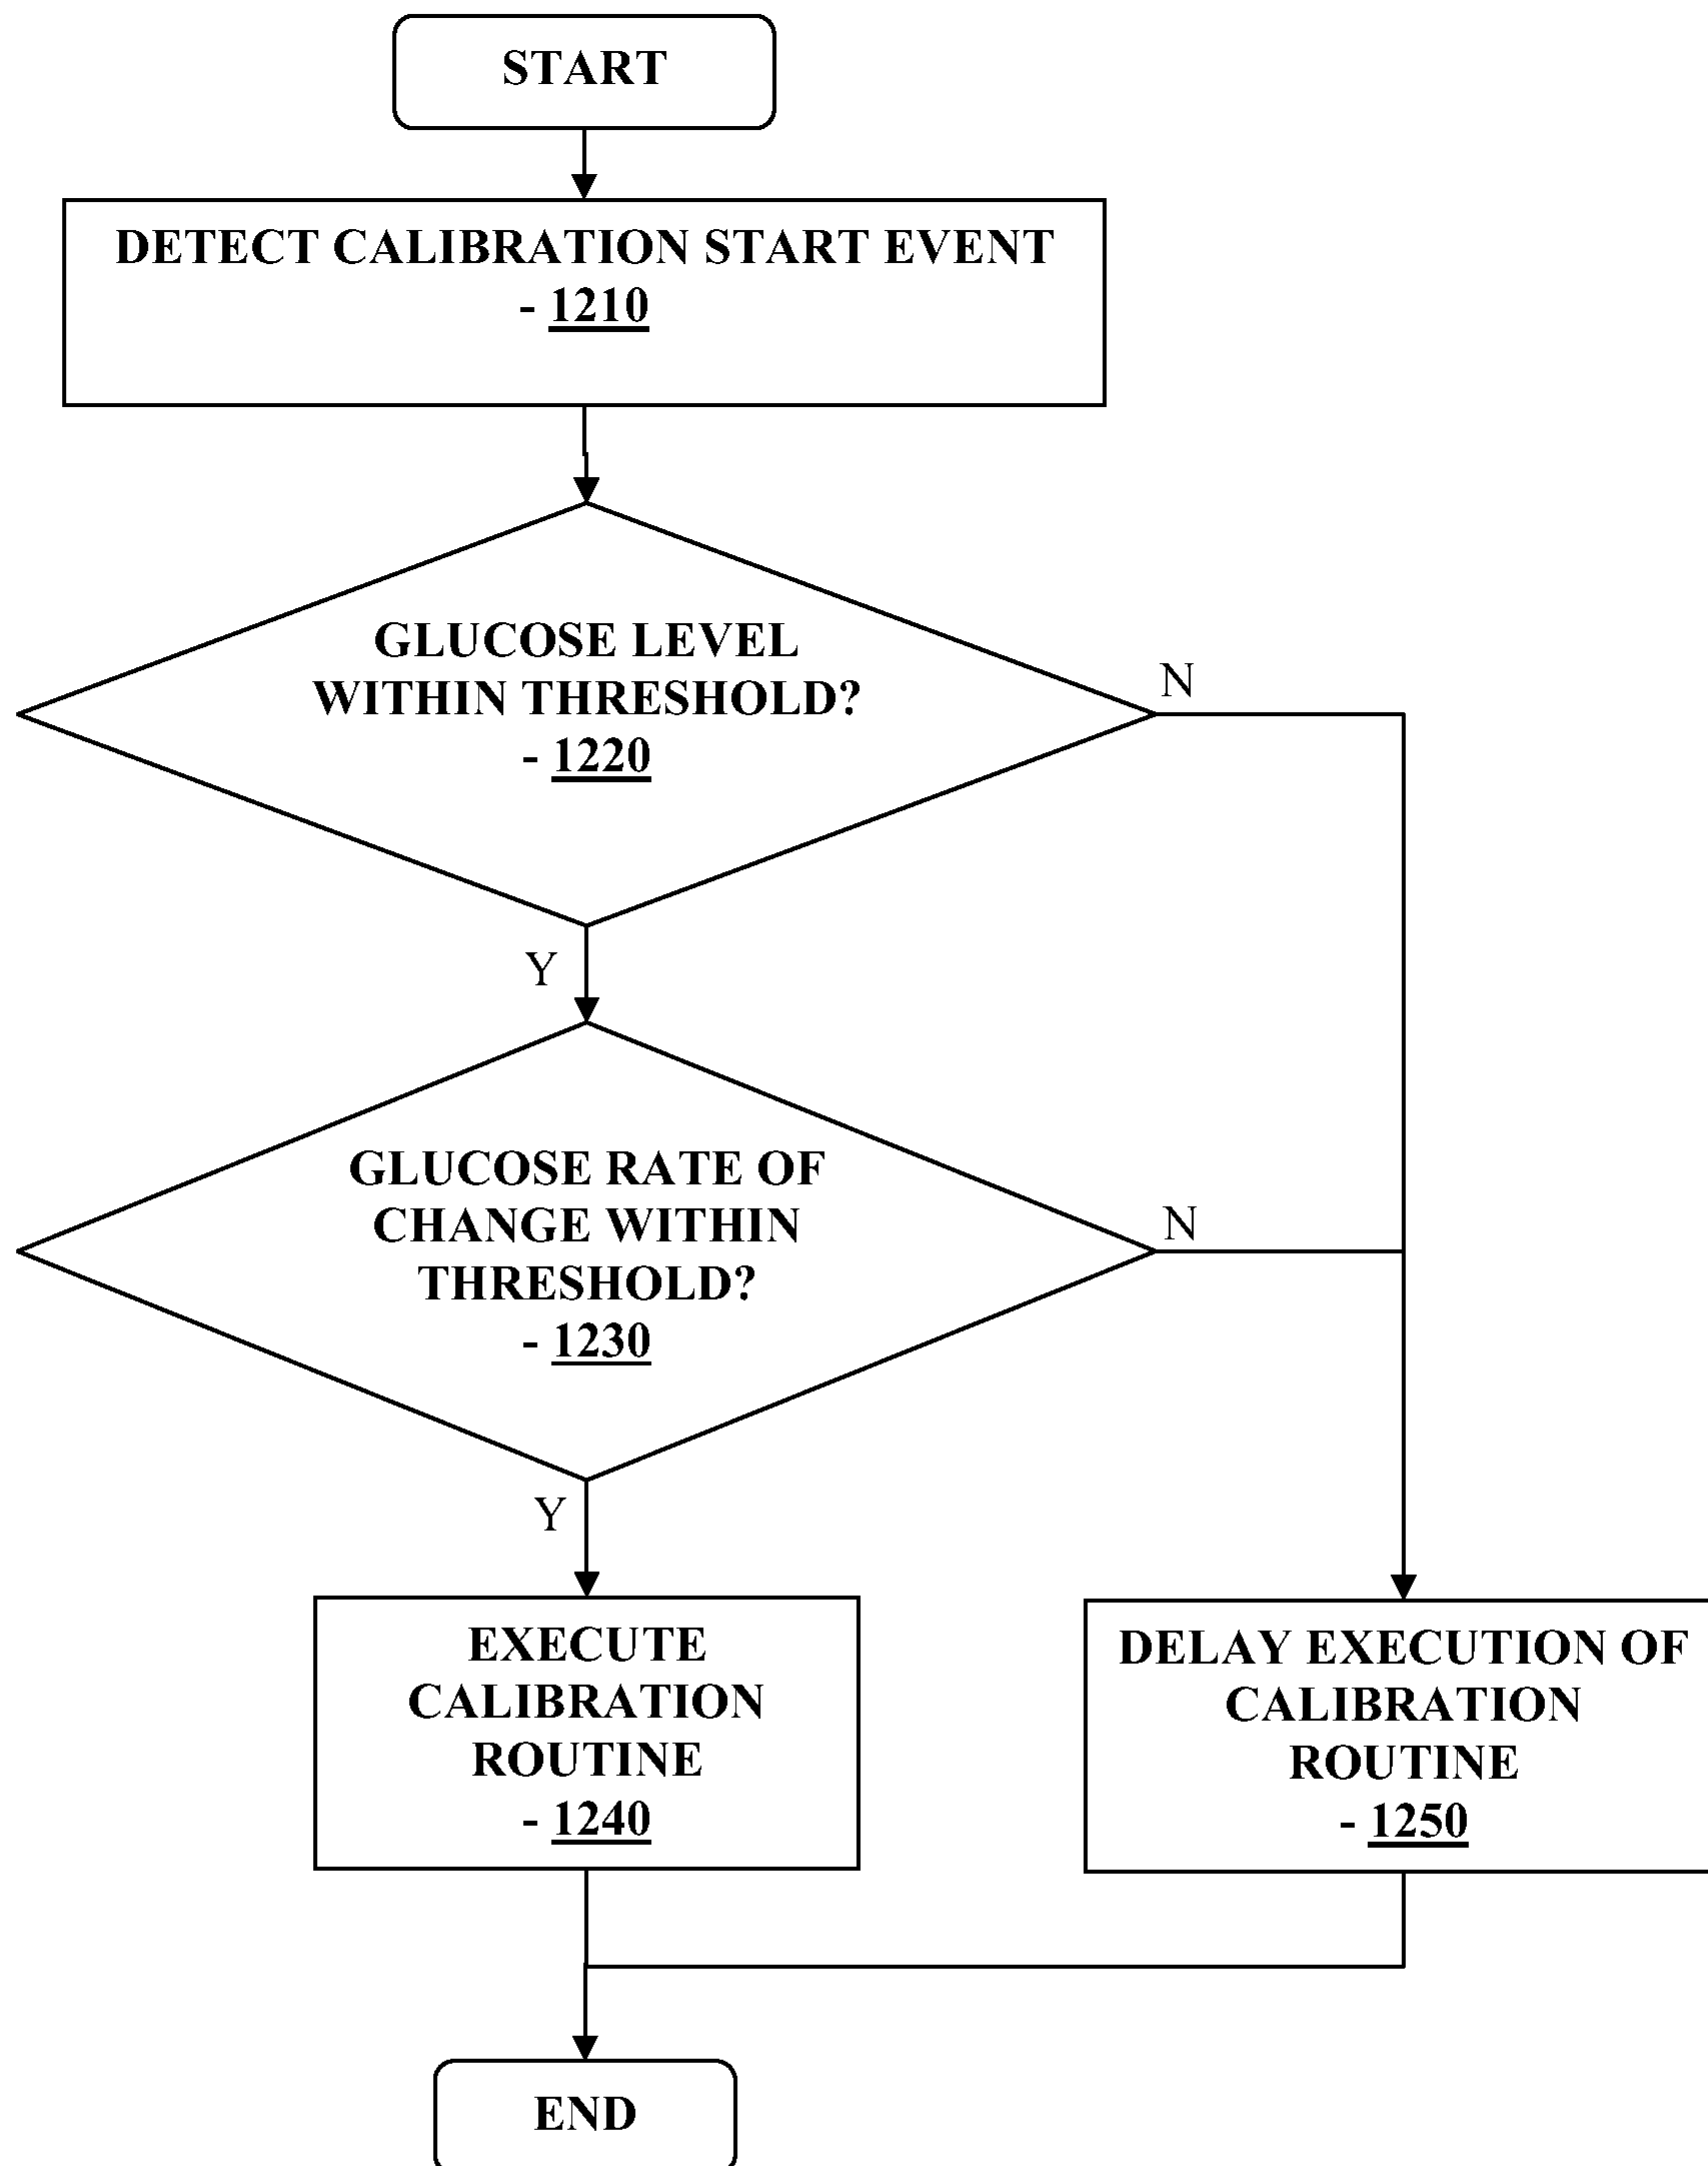 START
DETECT CALIBRATION START EVENT
- 1210
GLUCOSE LEVEL
WITHIN THRESHOLD?
- 1220
N
Y
GLUCOSE RATE OF
CHANGE WITHIN
THRESHOLD?
- 1230
N
Y
EXECUTE
CALIBRATION
ROUTINE
- 1240
DELAY EXECUTION OF
CALIBRATION
ROUTINE
- 1250
END